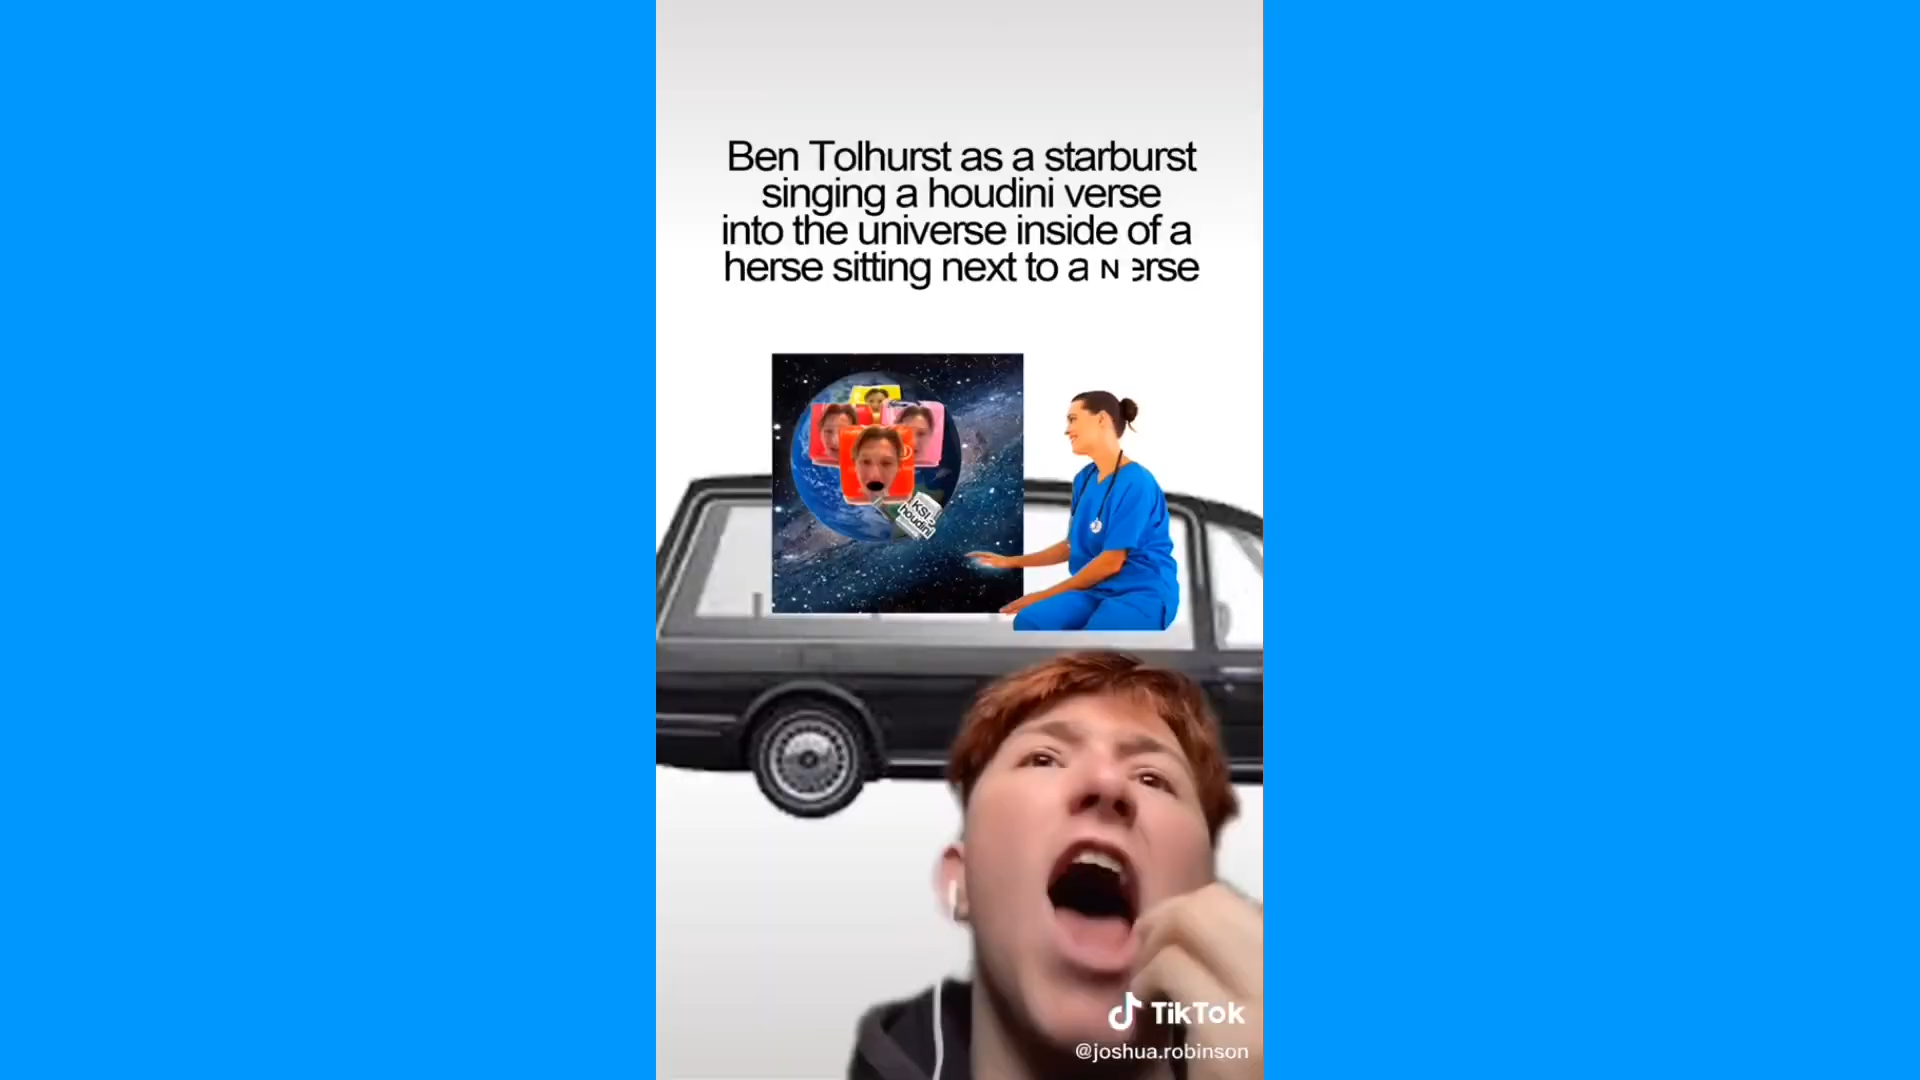 Ben Tolhurst as a starburst
singing a houdini verse
into the universe inside of a
herse sitting next to a N erse
KSI -
houdini
TikTok
@joshua.robinson